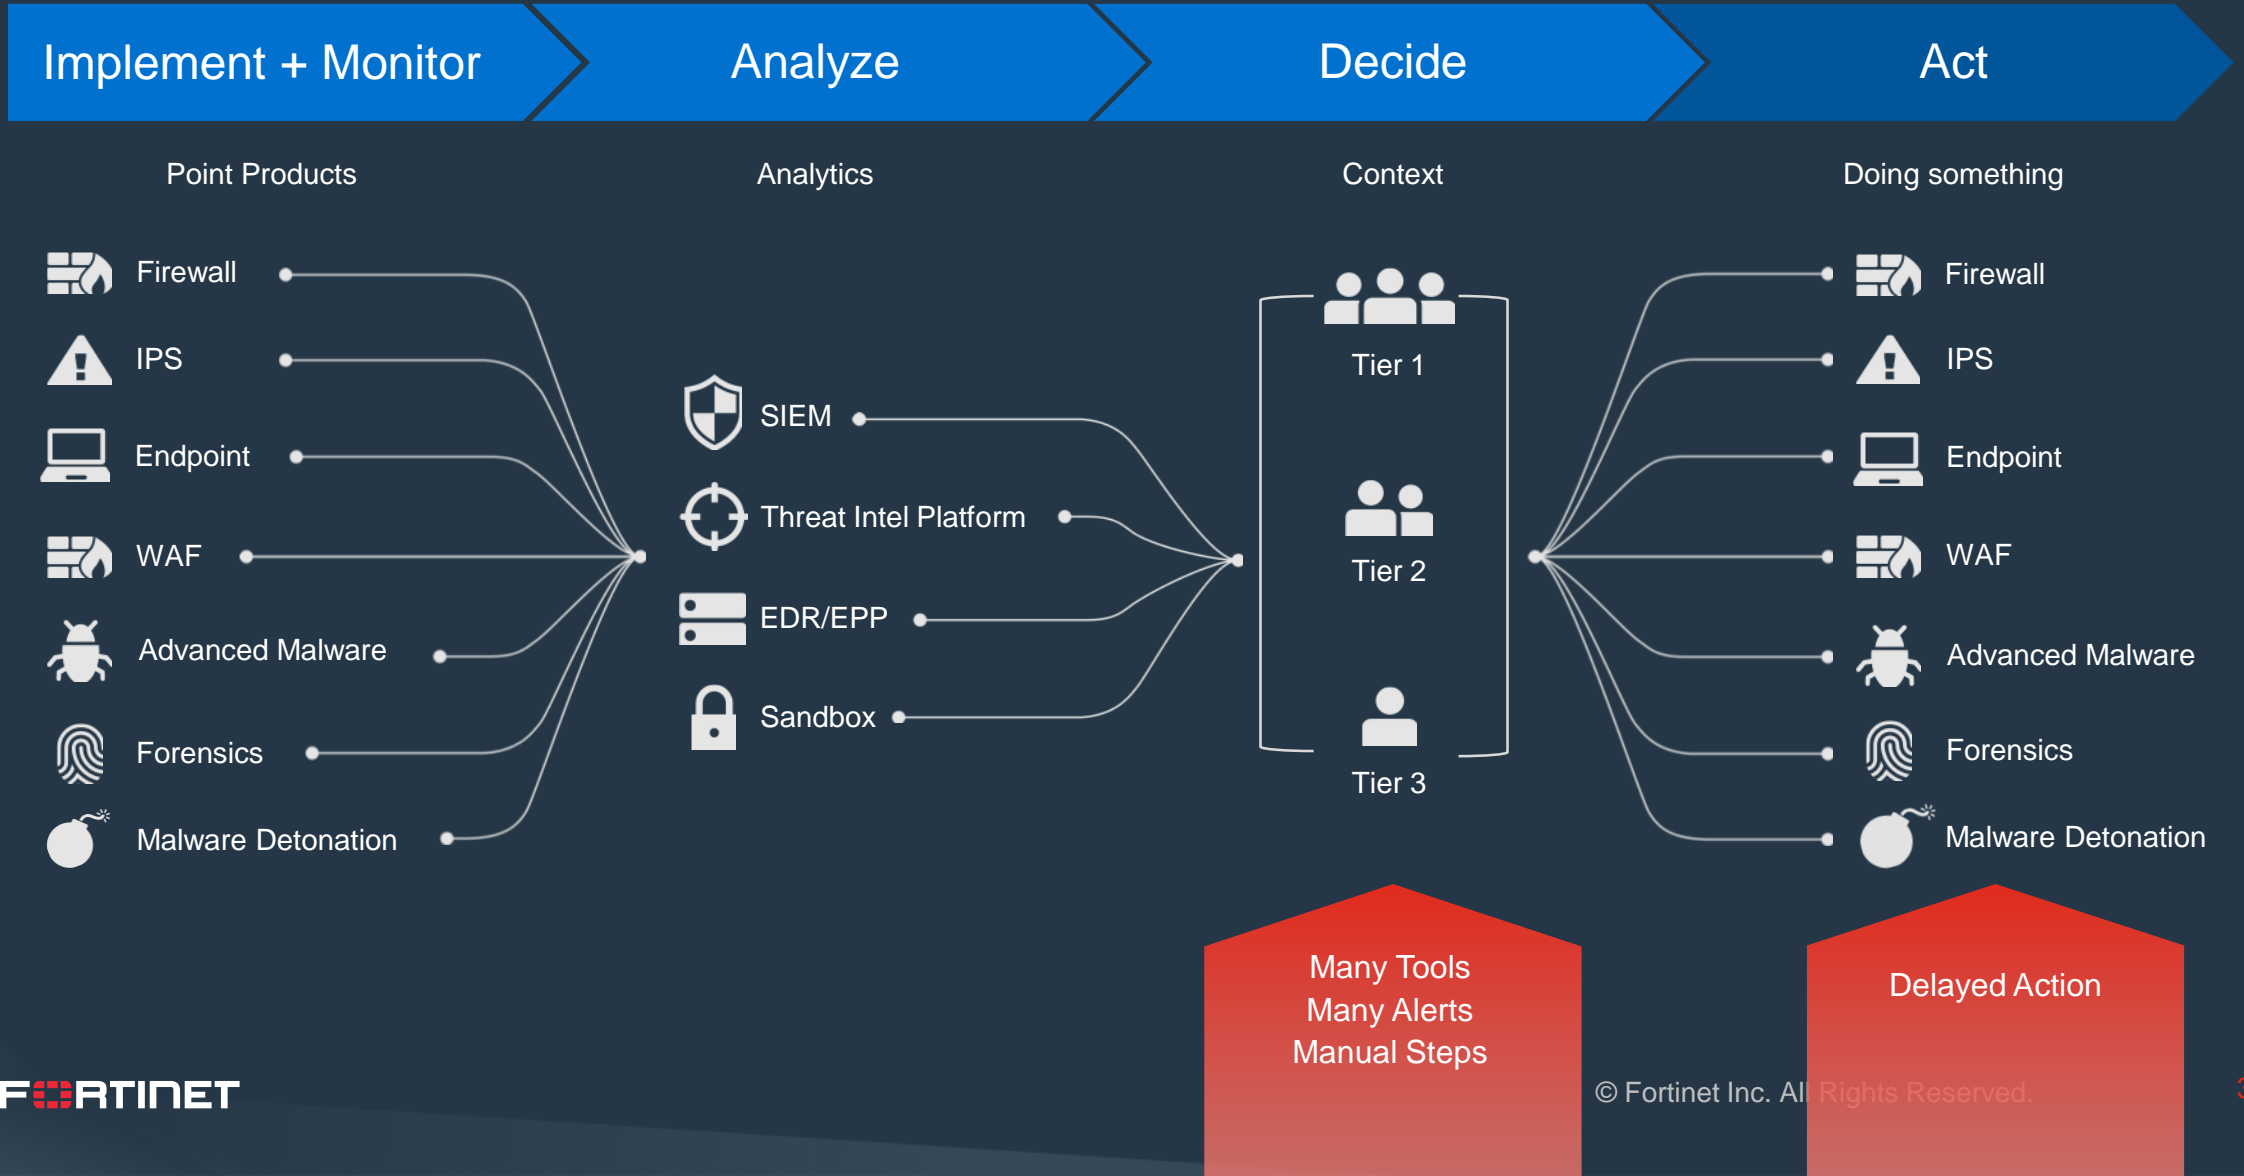 Implement + Monitor
Analyze
Decide
Act
Point Products
Analytics
Context
Doing something
Firewall
IPS
Endpoint
WAF
Advanced Malware
Forensics
Malware Detonation
SIEM
Threat Intel Platform
EDR/EPP
Sandbox
Tier 1
Tier 2
Tier 3
Firewall
IPS
Endpoint
WAF
Advanced Malware
Forensics
Malware Detonation
Many Tools
Many Alerts
Manual Steps
Delayed Action
FORTINET
© Fortinet Inc. All Rights Reserved.